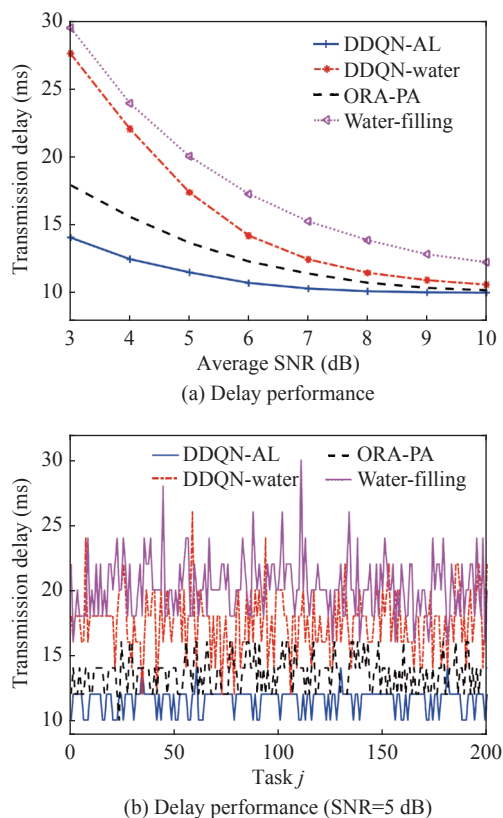 30
25
20
15
10
Transmission delay (ms)
DDQN-AL
DDQN-water
ORA-PA
Water-filling
3 4 5 6 7 8 9 10
Average SNR (dB)
(a) Delay performance
35
30
25
20
15
10
Transmission delay (ms)
DDQN-AL ORA-PA
DDQN-water Water-filling
0 50 100 150 200
Task j
(b) Delay performance (SNR=5 dB)